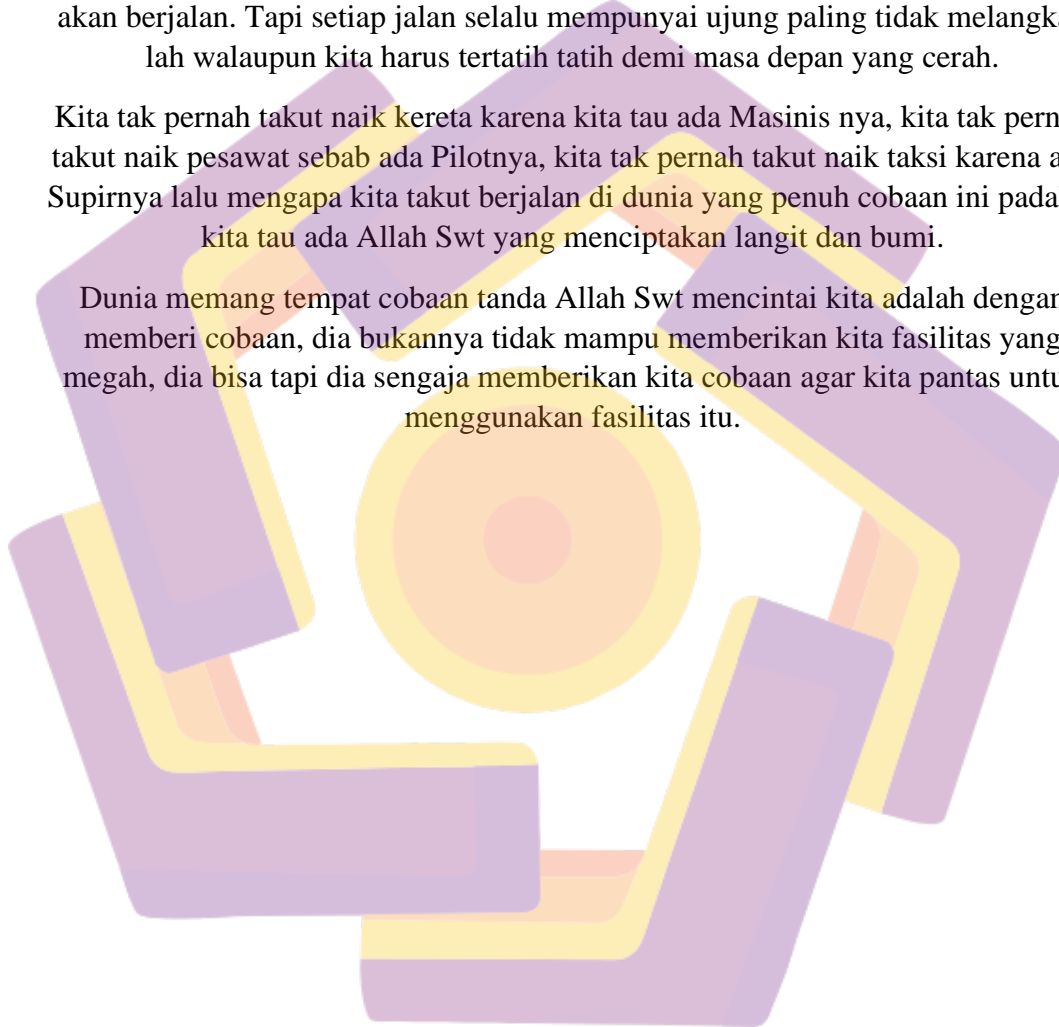 akan berjalan. Tapi setiap jalan selalu mempunyai ujung paling tidak melangka
lah walaupun kita harus tertatih tatih demi masa depan yang cerah.
Kita tak pernah takut naik kereta karena kita tau ada Masinis nya, kita tak pern
takut naik pesawat sebab ada Pilotnya, kita tak pernah takut naik taksi karena a
Supirnya lalu mengapa kita takut berjalan di dunia yang penuh cobaan ini pada
kita tau ada Allah Swt yang menciptakan langit dan bumi.
Dunia memang tempat cobaan tanda Allah Swt mencintai kita adalah dengan
memberi cobaan, dia bukannya tidak mampu memberikan kita fasilitas yang
megah, dia bisa tapi dia sengaja memberikan kita cobaan agar kita pantas untu
menggunakan fasilitas itu.